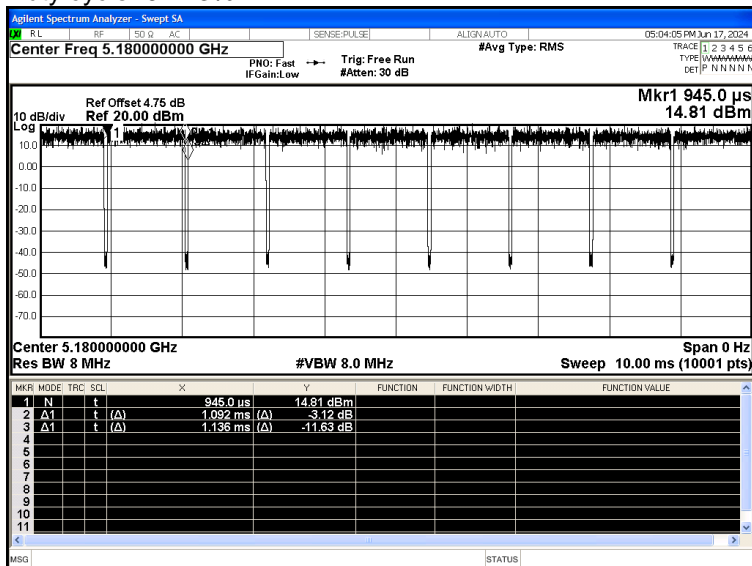 Agilent Spectrum Analyzer - Swept SA
LXI RL RF 50 Ω AC SENSE:PULSE ALIGN AUTO 05:04:05 PM Jun 17, 2024
Center Freq 5.180000000 GHz
PNO: Fast
IFGain:Low
Trig: Free Run
#Atten: 30 dB
#Avg Type: RMS
TRACE 1 2 3 4 5 6
TYPE
DET P N N N N N
Mkr1 945.0 µs
14.81 dBm
Ref Offset 4.75 dB
10 dB/div Ref 20.00 dBm
Log
1
10.0
0.00
-10.0
-20.0
-30.0
-40.0
-50.0
-60.0
-70.0
Center 5.180000000 GHz Span 0 Hz
Res BW 8 MHz #VBW 8.0 MHz Sweep 10.00 ms (10001 pts)
MKR MODE TRC SCL X Y FUNCTION FUNCTION WIDTH FUNCTION VALUE
1 N t 945.0 µs 14.81 dBm
2 Δ1 t (Δ) 1.092 ms (Δ) -3.12 dB
3 Δ1 t (Δ) 1.136 ms (Δ) -11.63 dB
4
5
6
7
8
9
10
11
MSG STATUS